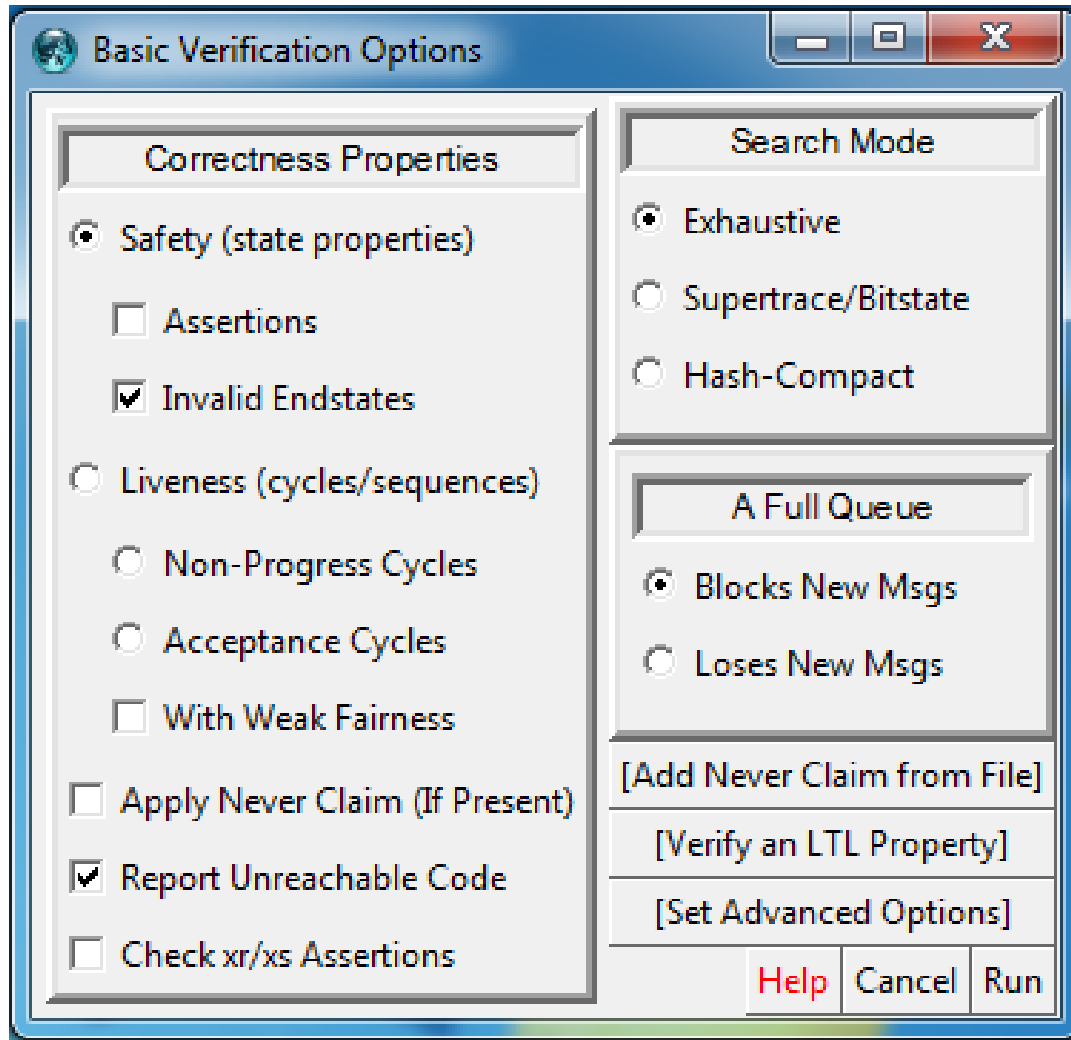 Basic Verification Options
Correctness Properties
Safety (state properties)
Assertions
Invalid Endstates
Liveness (cycles/sequences)
Non-Progress Cycles
Acceptance Cycles
With Weak Fairness
Apply Never Claim (If Present)
Report Unreachable Code
Check xr/xs Assertions
Search Mode
Exhaustive
Supertrace/Bitstate
Hash-Compact
A Full Queue
Blocks New Msgs
Loses New Msgs
[Add Never Claim from File]
[Verify an LTL Property]
[Set Advanced Options]
Help Cancel Run